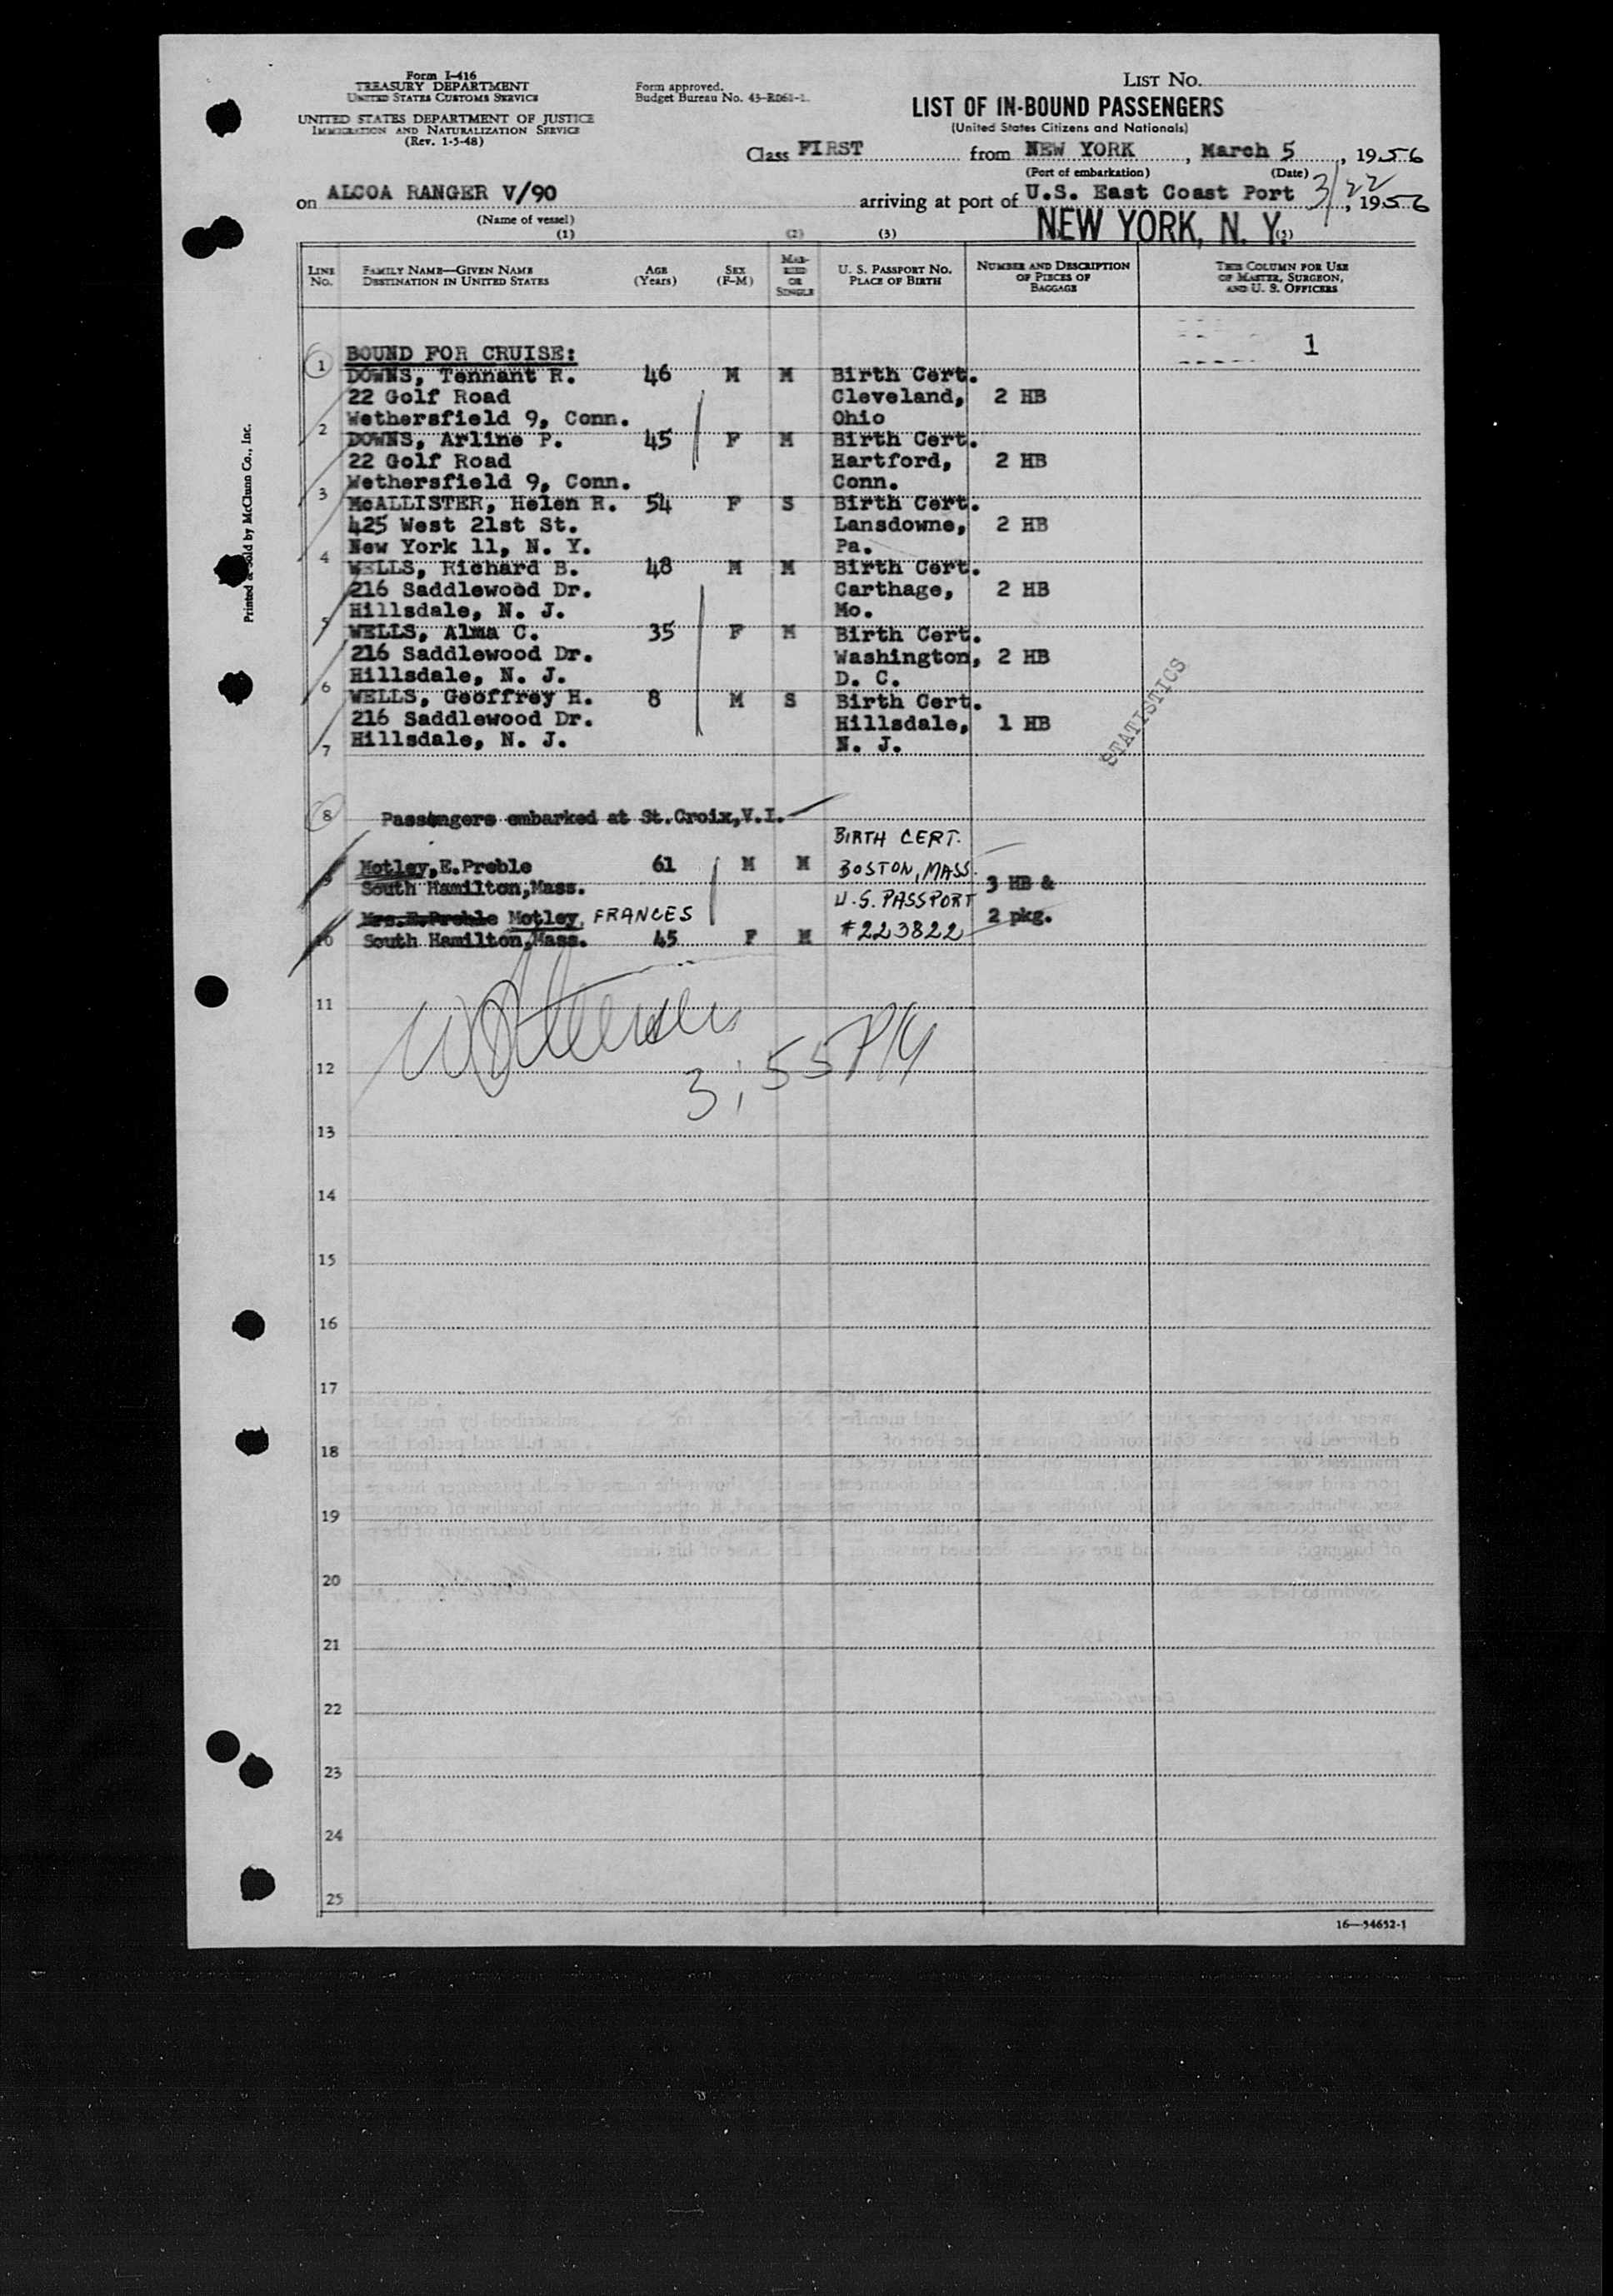 Form I-416
TREASURY DEPARTMENT
UNITED STATES CUSTOMS SERVICE
UNITED STATES DEPARTMENT OF JUSTICE
IMMIGRATION AND NATURALIZATION SERVICE
(Rev. 1-5-48)
Form approved.
Budget Bureau No. 43-R061-1.
LIST NO.
LIST OF IN-BOUND PASSENGERS
(United States Citizens and Nationals)
Class FIRST from NEW YORK, March 5, 1956
(Port of embarkation) (Date)
on ALCOA RANGER V/90 arriving at port of U.S. East Coast Port 3/22, 1956
(Name of vessel)
NEW YORK, N. Y.
(1) (2) (3) (5)
LINE NO. FAMILY NAME—GIVEN NAME DESTINATION IN UNITED STATES AGE (Years) SEX (F-M) MARRIED OR SINGLE U. S. PASSPORT NO. PLACE OF BIRTH NUMBER AND DESCRIPTION OF PIECES OF BAGGAGE THIS COLUMN FOR USE OF MASTER, SURGEON, AND U. S. OFFICERS
1
BOUND FOR CRUISE:
1 DOWNS, Tennant R. 46 M M Birth Cert.
22 Golf Road Cleveland, 2 HB
Wethersfield 9, Conn. Ohio
2 DOWNS, Arline P. 45 F M Birth Cert.
22 Golf Road Hartford, 2 HB
Wethersfield 9, Conn. Conn.
3 McALLISTER, Helen R. 54 F S Birth Cert.
425 West 21st St. Lansdowne, 2 HB
New York 11, N. Y. Pa.
4 WELLS, Richard B. 48 M M Birth Cert.
216 Saddlewood Dr. Carthage, 2 HB
Hillsdale, N. J. Mo.
5 WELLS, Alma C. 35 F M Birth Cert.
216 Saddlewood Dr. Washington, 2 HB
Hillsdale, N. J. D. C.
6 WELLS, Geoffrey H. 8 M S Birth Cert.
216 Saddlewood Dr. Hillsdale, 1 HB
Hillsdale, N. J. N. J.
7
STATISTICS
8 Passengers embarked at St.Croix,V.I.
BIRTH CERT.
Motley,E.Preble 61 M M BOSTON, MASS.
9 South Hamilton,Mass. 3 HB &
U.S. PASSPORT
Mrs.E.Preble Motley, FRANCES 2 pkg.
10 South Hamilton,Mass. 45 F M #223822
11
3:55 PM
12
13
14
15
16
17
18
19
20
21
22
23
24
25
16—54652-1
Printed & Sold by McClunn Co., Inc.